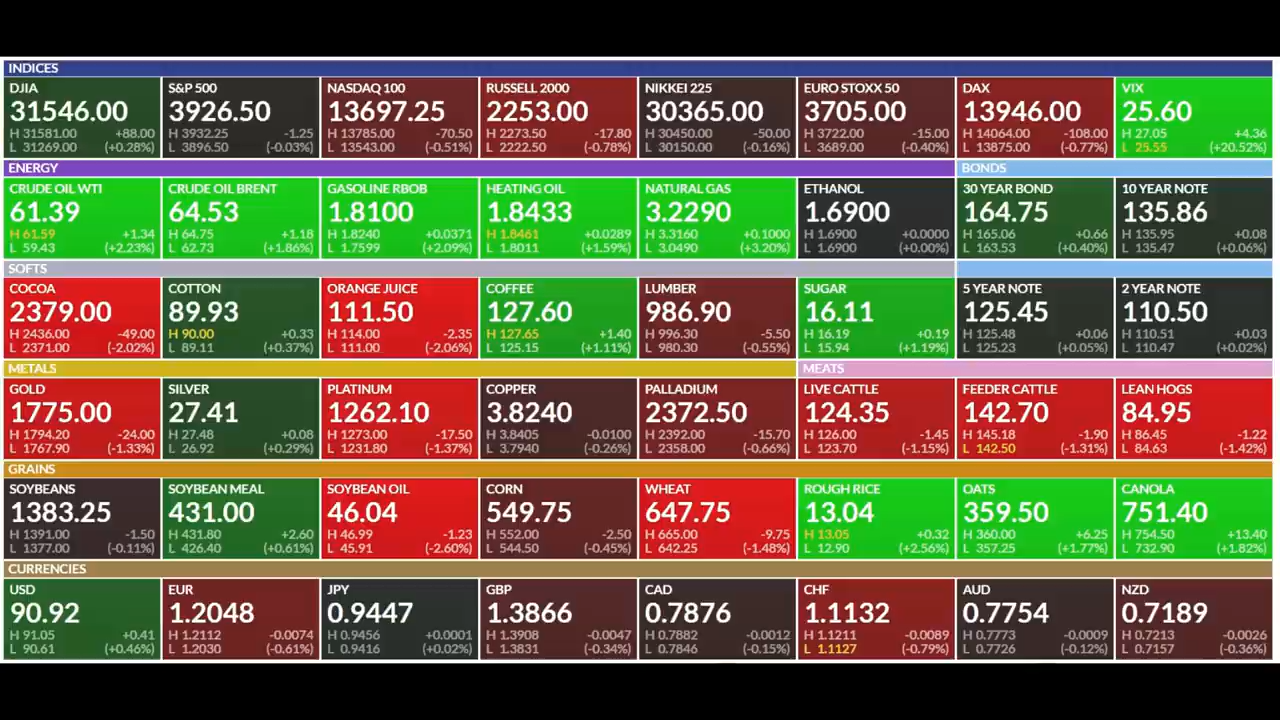 INDICES
DJIA S&P 500 NASDAQ 100 RUSSELL 2000 NIKKEI 225 EURO STOXX 50 DAX VIX
31546.00 3926.50 13697.25 2253.00 30365.00 3705.00 13946.00 25.60
H 31581.00 +88.00 H 3932.25 -1.25 H 13785.00 -70.50 H 2273.50 -17.80 H 30450.00 -50.00 H 3722.00 -15.00 H 14064.00 -108.00 H 27.05 +4.36
L 31269.00 (+0.28%) L 3896.50 (-0.03%) L 13543.00 (-0.51%) L 2222.50 (-0.78%) L 30150.00 (-0.16%) L 3689.00 (-0.40%) L 13875.00 (-0.77%) L 25.55 (+20.52%)
ENERGY BONDS
CRUDE OIL WTI CRUDE OIL BRENT GASOLINE RBOB HEATING OIL NATURAL GAS ETHANOL 30 YEAR BOND 10 YEAR NOTE
61.39 64.53 1.8100 1.8433 3.2290 1.6900 164.75 135.86
H 61.59 +1.34 H 64.75 +1.18 H 1.8240 +0.0371 H 1.8461 +0.0289 H 3.3160 +0.1000 H 1.6900 +0.0000 H 165.06 +0.66 H 135.95 +0.08
L 59.43 (+2.23%) L 62.73 (+1.86%) L 1.7599 (+2.09%) L 1.8011 (+1.59%) L 3.0490 (+3.20%) L 1.6900 (+0.00%) L 163.53 (+0.40%) L 135.47 (+0.06%)
SOFTS
COCOA COTTON ORANGE JUICE COFFEE LUMBER SUGAR 5 YEAR NOTE 2 YEAR NOTE
2379.00 89.93 111.50 127.60 986.90 16.11 125.45 110.50
H 2436.00 -49.00 H 90.00 +0.33 H 114.00 -2.35 H 127.65 +1.40 H 996.30 -5.50 H 16.19 +0.19 H 125.48 +0.06 H 110.51 +0.03
L 2371.00 (-2.02%) L 89.11 (+0.37%) L 111.00 (-2.06%) L 125.15 (+1.11%) L 980.30 (-0.55%) L 15.94 (+1.19%) L 125.23 (+0.05%) L 110.47 (+0.02%)
METALS MEATS
GOLD SILVER PLATINUM COPPER PALLADIUM LIVE CATTLE FEEDER CATTLE LEAN HOGS
1775.00 27.41 1262.10 3.8240 2372.50 124.35 142.70 84.95
H 1794.20 -24.00 H 27.48 +0.08 H 1273.00 -17.50 H 3.8405 -0.0100 H 2392.00 -15.70 H 126.00 -1.45 H 145.18 -1.90 H 86.45 -1.22
L 1767.90 (-1.33%) L 26.92 (+0.29%) L 1231.80 (-1.37%) L 3.7940 (-0.26%) L 2358.00 (-0.66%) L 123.70 (-1.15%) L 142.50 (-1.31%) L 84.63 (-1.42%)
GRAINS
SOYBEANS SOYBEAN MEAL SOYBEAN OIL CORN WHEAT ROUGH RICE OATS CANOLA
1383.25 431.00 46.04 549.75 647.75 13.04 359.50 751.40
H 1391.00 -1.50 H 431.80 +2.60 H 46.99 -1.23 H 552.00 -2.50 H 665.00 -9.75 H 13.05 +0.32 H 360.00 +6.25 H 754.50 +13.40
L 1377.00 (-0.11%) L 426.40 (+0.61%) L 45.91 (-2.60%) L 544.50 (-0.45%) L 642.25 (-1.48%) L 12.90 (+2.56%) L 357.25 (+1.77%) L 732.90 (+1.82%)
CURRENCIES
USD EUR JPY GBP CAD CHF AUD NZD
90.92 1.2048 0.9447 1.3866 0.7876 1.1132 0.7754 0.7189
H 91.05 +0.41 H 1.2112 -0.0074 H 0.9456 +0.0001 H 1.3908 -0.0047 H 0.7882 -0.0012 H 1.1211 -0.0089 H 0.7773 -0.0009 H 0.7213 -0.0026
L 90.61 (+0.46%) L 1.2030 (-0.61%) L 0.9416 (+0.02%) L 1.3831 (-0.34%) L 0.7846 (-0.15%) L 1.1127 (-0.79%) L 0.7726 (-0.12%) L 0.7157 (-0.36%)